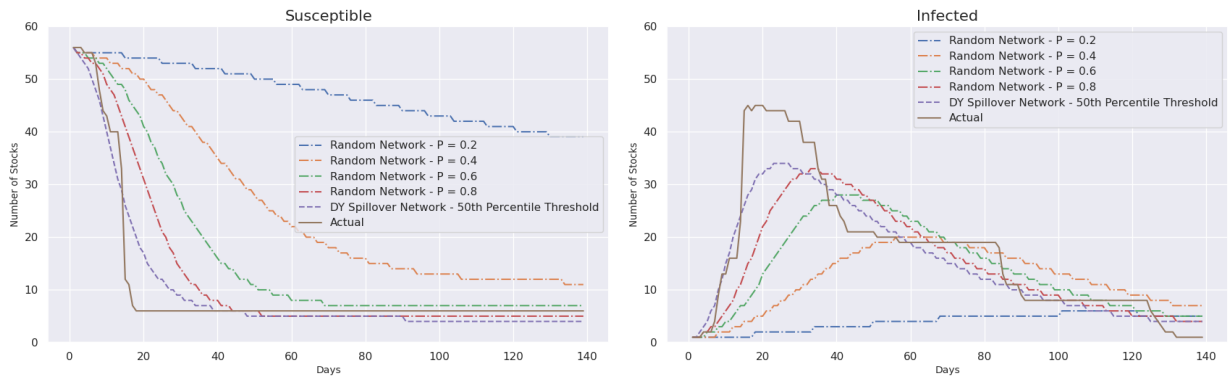 Susceptible
60
50
40
30
20
10
0
Number of Stocks
Random Network - P = 0.2
Random Network - P = 0.4
Random Network - P = 0.6
Random Network - P = 0.8
DY Spillover Network - 50th Percentile Threshold
Actual
0 20 40 60 80 100 120 140
Days
Infected
60
50
40
30
20
10
0
Number of Stocks
Random Network - P = 0.2
Random Network - P = 0.4
Random Network - P = 0.6
Random Network - P = 0.8
DY Spillover Network - 50th Percentile Threshold
Actual
0 20 40 60 80 100 120 140
Days